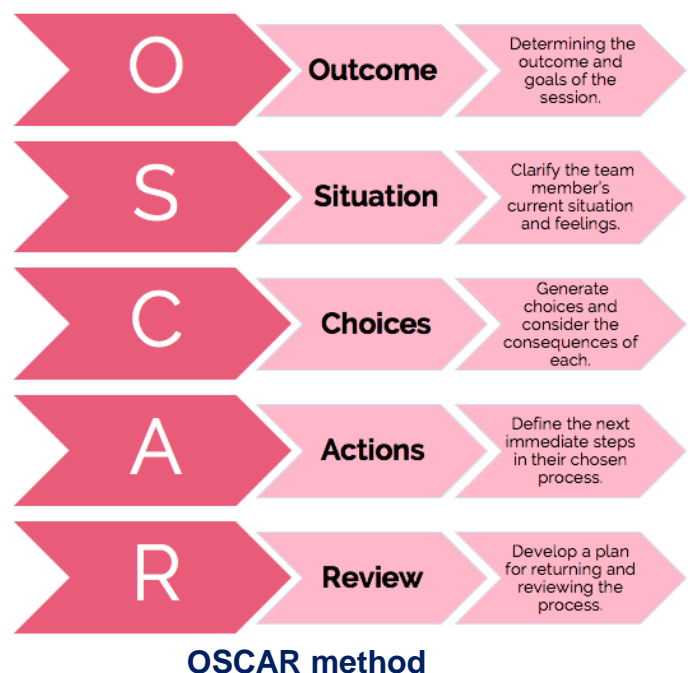 O
Outcome
Determining the
outcome and
goals of the
session.
S
Situation
Clarify the team
member's
current situation
and feelings.
C
Choices
Generate
choices and
consider the
consequences of
each.
A
Actions
Define the next
immediate steps
in their chosen
process.
R
Review
Develop a plan
for returning and
reviewing the
process.
OSCAR method